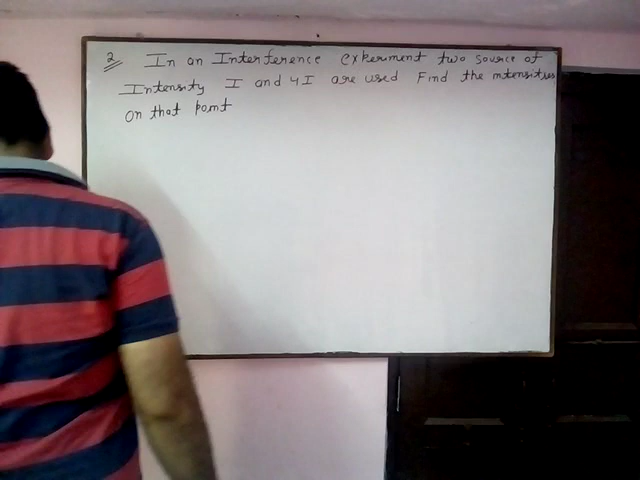 2 In an Interference experiment two source of
Intensity I and 4I are used Find the intensities
on that point